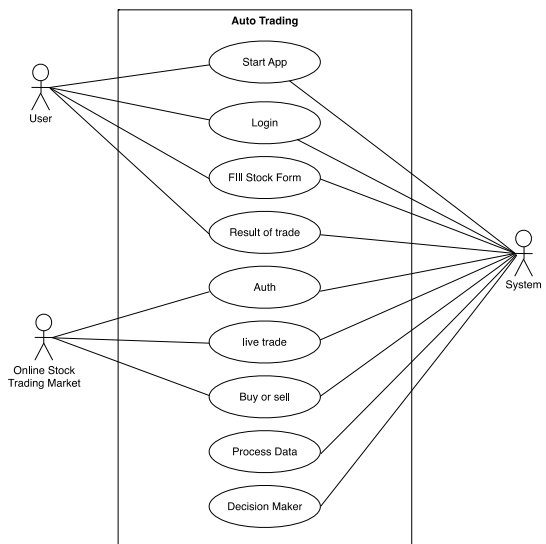 Auto Trading
Start App
User
Login
FIll Stock Form
Result of trade
System
Auth
live trade
Online Stock
Trading Market
Buy or sell
Process Data
Decision Maker